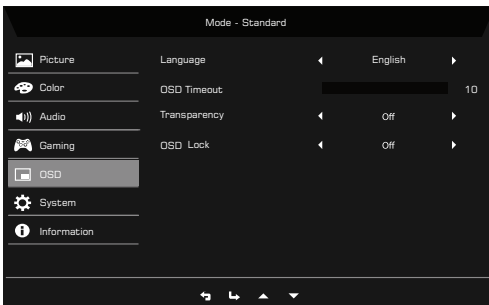 Mode - Standard
Picture
Language English
Color
OSD Timeout 10
Audio
Transparency Off
Gaming
OSD Lock Off
OSD
System
Information